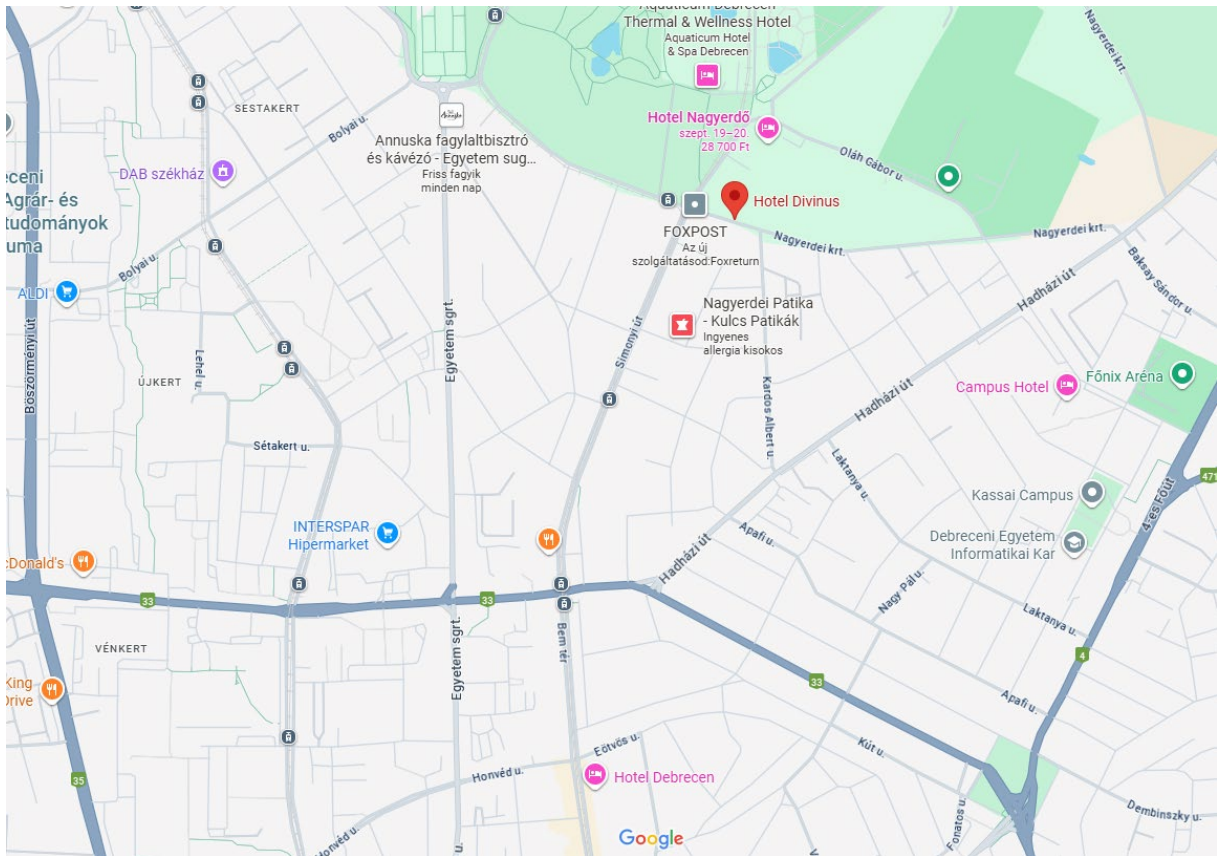 Aquaticum Debrecen
Thermal & Wellness Hotel
Aquaticum Hotel
& Spa Debrecen
Nagyerdei krt.
SESTAKERT
Bolyai u.
Annuska
Annuska fagylaltbisztró
és kávézó - Egyetem sug...
Friss fagyik
minden nap
Hotel Nagyerdő
szept. 19–20.
28 700 Ft
Oláh Gábor u.
DAB székház
eceni
Agrár- és
tudományok
uma
Hotel Divinus
FOXPOST
Az új
szolgáltatásod:Foxreturn
Nagyerdei krt.
Nagyerdei krt.
Baksay Sándor u.
Bolyai u.
ALDI
Hadházi út
Böszörményi út
Lehel u.
ÚJKERT
Egyetem sgrt.
Simonyi út
Nagyerdei Patika
- Kulcs Patikák
Ingyenes
allergia kisokos
Kardos Albert u.
Hadházi út
Campus Hotel
Főnix Aréna
Sétakert u.
Laktanya u.
471
4-es Főút
Kassai Campus
INTERSPAR
Hipermarket
Apafi u.
Debreceni Egyetem
Informatikai Kar
Hadházi út
cDonald's
33
33
Nagy Pál u.
Laktanya u.
VÉNKERT
Egyetem sgrt.
Bem tér
4
King
Drive
33
Apafi u.
Eötvös u.
Kút u.
35
Honvéd u.
Hotel Debrecen
Fonatos u.
Dembinszky u.
Honvéd u.
u.
Google
V